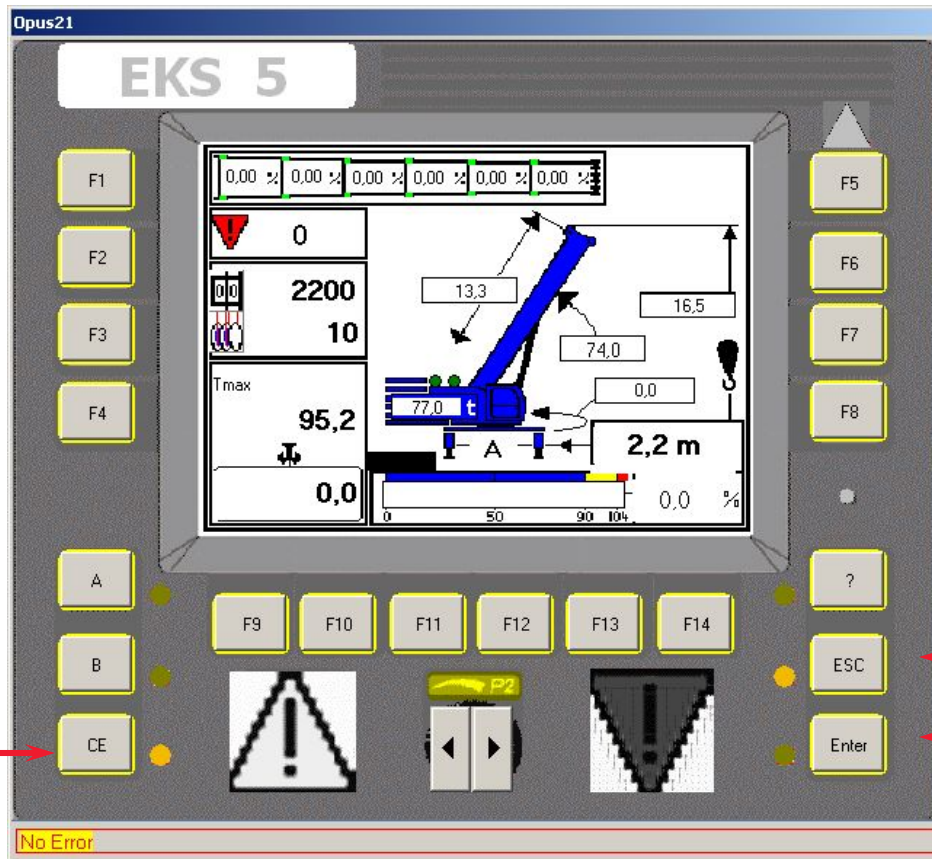 Opus21
EKS 5
F1
F2
F3
F4
F5
F6
F7
F8
0,00 % 0,00 % 0,00 % 0,00 % 0,00 % 0,00 %
0
2200
10
Tmax
95,2
0,0
13,3
16,5
74,0
0,0
77,0 t
A
2,2 m
0,0 %
0 50 90 104
A
B
CE
F9 F10 F11 F12 F13 F14
?
ESC
Enter
P2
No Error